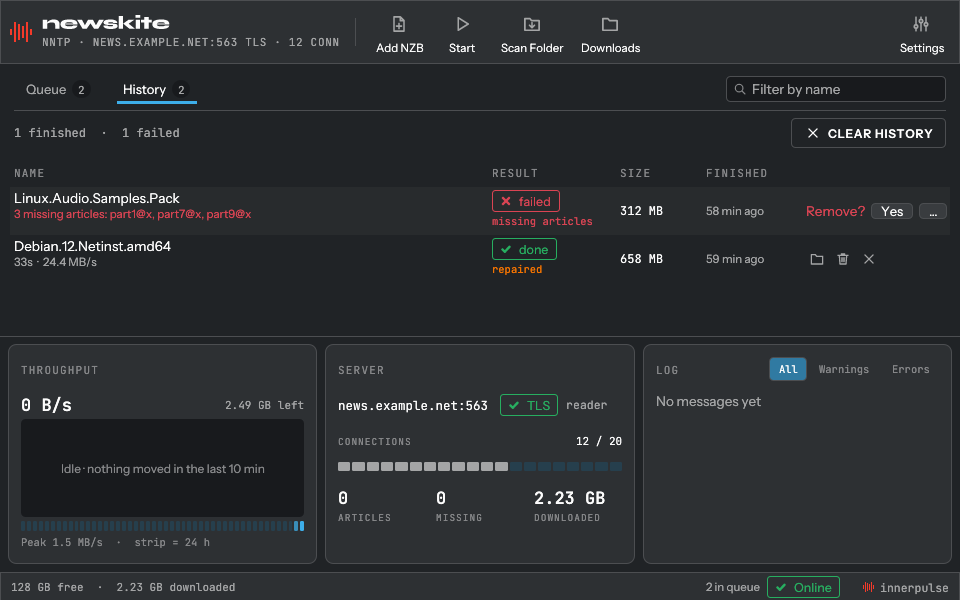 newskite
NNTP · NEWS.EXAMPLE.NET:563 TLS · 12 CONN
Add NZB
Start
Scan Folder
Downloads
Settings
Queue 2
History 2
Filter by name
1 finished · 1 failed
CLEAR HISTORY
NAME RESULT SIZE FINISHED
Linux.Audio.Samples.Pack
3 missing articles: part1@x, part7@x, part9@x
failed
missing articles
312 MB
58 min ago
Remove? Yes ...
Debian.12.Netinst.amd64
33s · 24.4 MB/s
done
repaired
658 MB
59 min ago
THROUGHPUT
0 B/s
2.49 GB left
Idle · nothing moved in the last 10 min
Peak 1.5 MB/s · strip = 24 h
SERVER
news.example.net:563 TLS reader
CONNECTIONS 12 / 20
0 0 2.23 GB
ARTICLES MISSING DOWNLOADED
LOG All Warnings Errors
No messages yet
128 GB free · 2.23 GB downloaded
2 in queue Online innerpulse